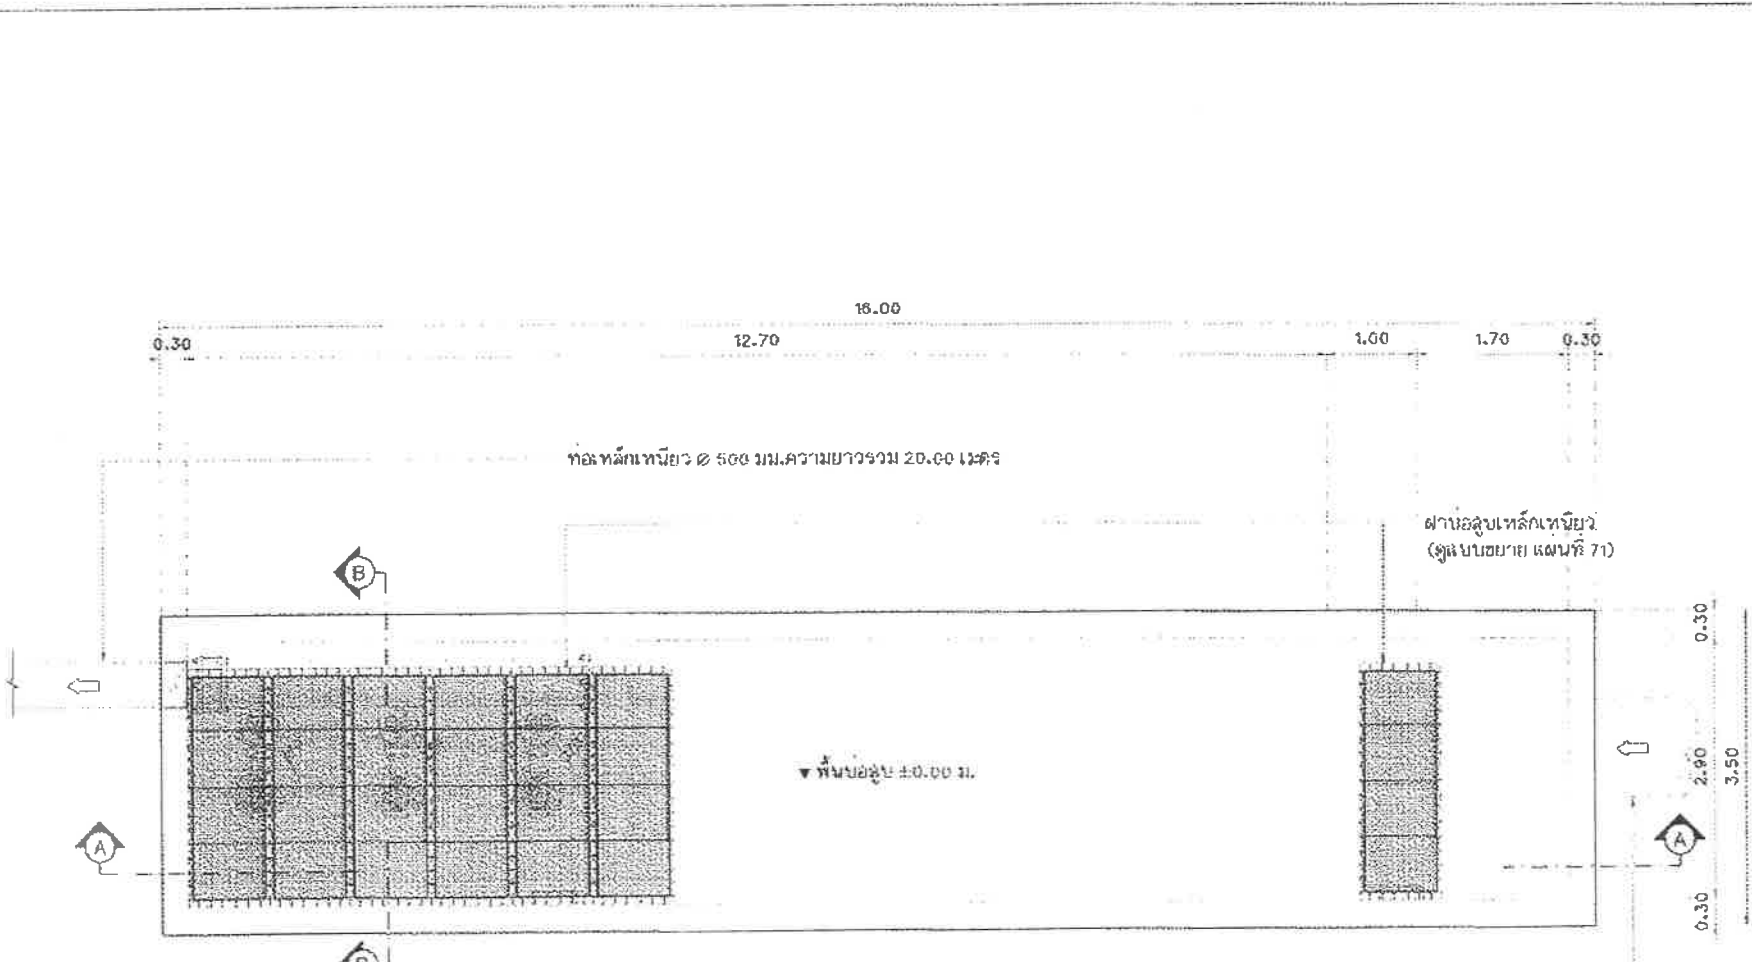 16.00
0.30 12.70 1.00 1.70 0.30
ท่อเหล็กเหนียว Ø 500 มม.ความยาวรวม 20.00 เมตร
ฝาบ่อสูบเหล็กเหนียว
(ดูแบบขยาย แผ่นที่ 71)
B
0.30
2.90
3.50
▼ พื้นบ่อสูบ ±0.00 ม.
A
A
0.30
B